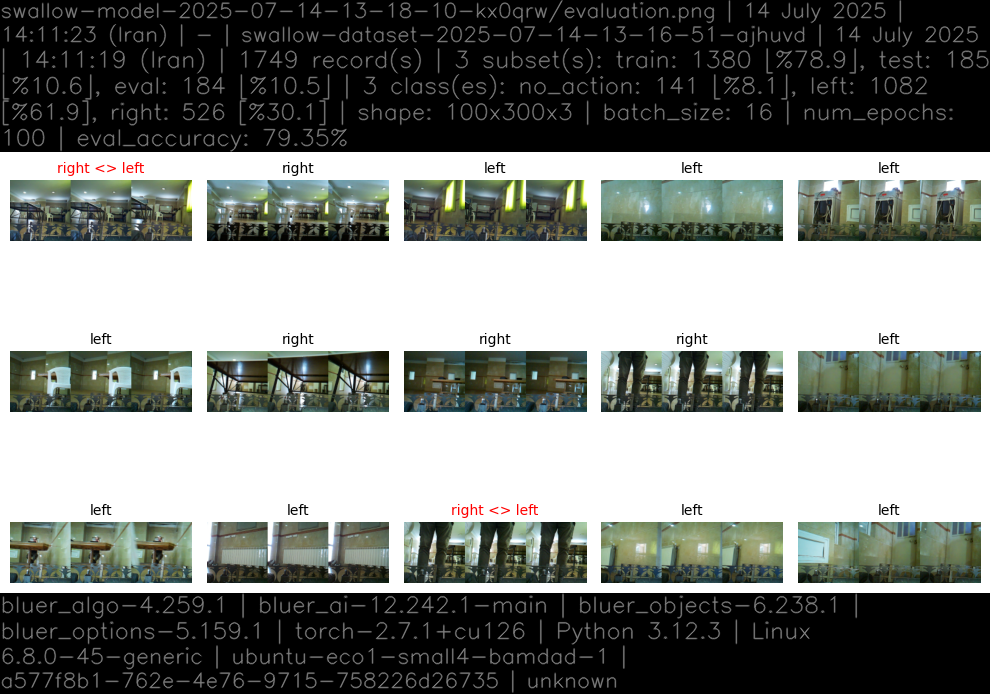 swallow-model-2025-07-14-13-18-10-kx0qrw/evaluation.png | 14 July 2025 |
14:11:23 (Iran) | - | swallow-dataset-2025-07-14-13-16-51-ajhuvd | 14 July 2025
| 14:11:19 (Iran) | 1749 record(s) | 3 subset(s): train: 1380 [%78.9], test: 185
[%10.6], eval: 184 [%10.5] | 3 class(es): no_action: 141 [%8.1], left: 1082
[%61.9], right: 526 [%30.1] | shape: 100x300x3 | batch_size: 16 | num_epochs:
100 | eval_accuracy: 79.35%
right <> left right left left left
left right right right left
left left right <> left left left
bluer_algo-4.259.1 | bluer_ai-12.242.1-main | bluer_objects-6.238.1 |
bluer_options-5.159.1 | torch-2.7.1+cu126 | Python 3.12.3 | Linux
6.8.0-45-generic | ubuntu-eco1-small4-bamdad-1 |
a577f8b1-762e-4e76-9715-758226d26735 | unknown